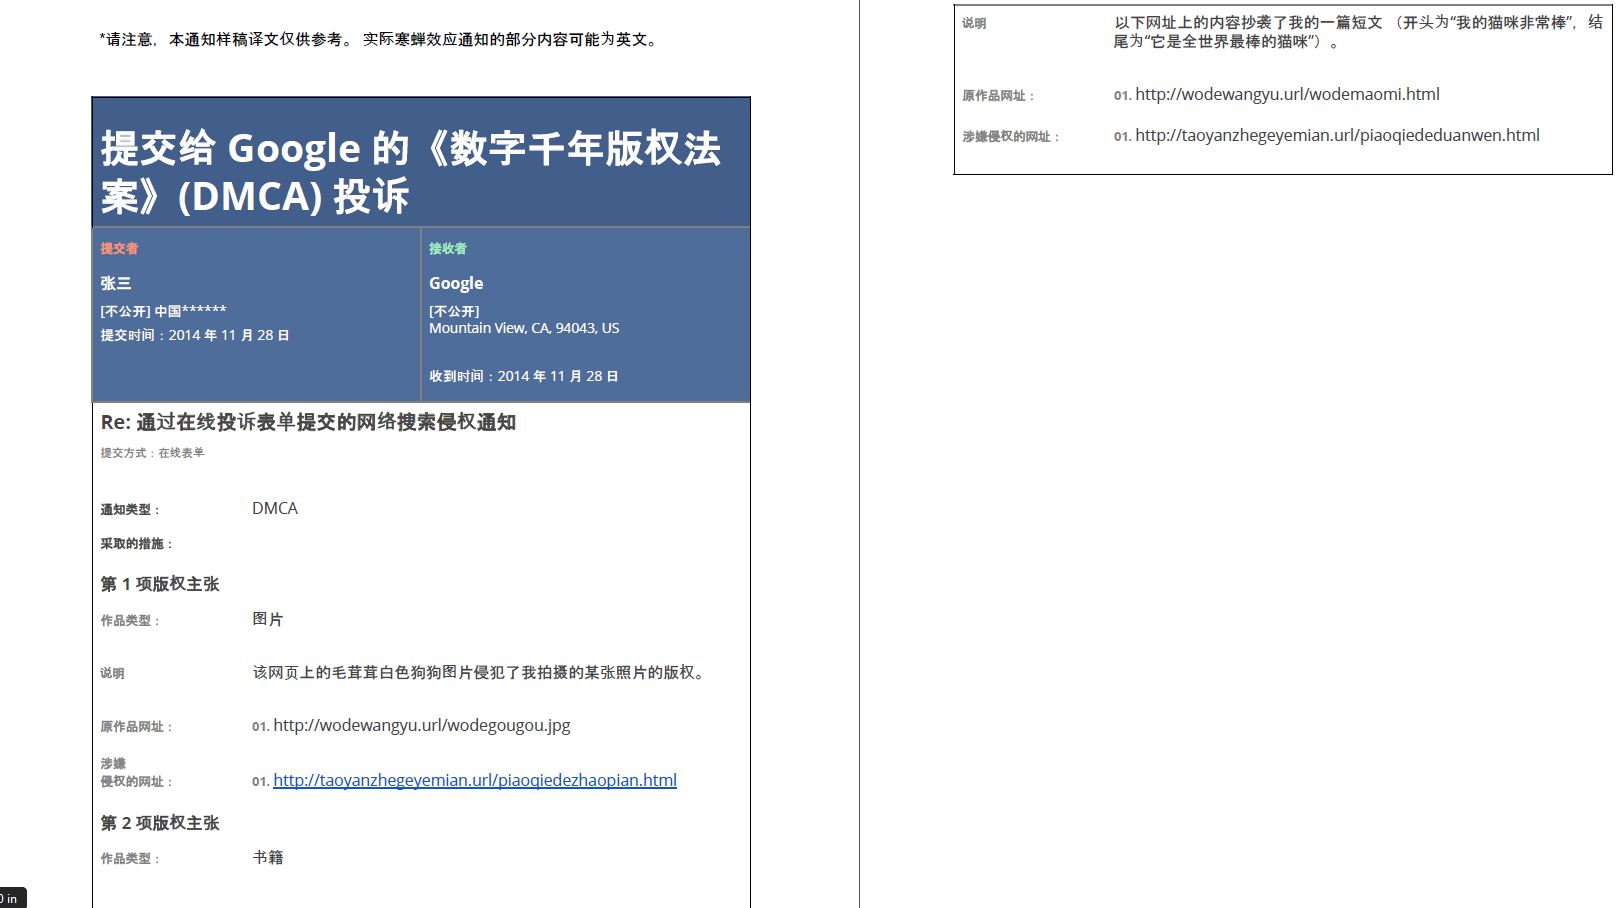 *请注意，本通知样稿译文仅供参考。 实际寒蝉效应通知的部分内容可能为英文。
提交给 Google 的《数字千年版权法
案》(DMCA) 投诉
提交者
张三
[不公开] 中国******
提交时间：2014 年 11 月 28 日
接收者
Google
[不公开]
Mountain View, CA, 94043, US
收到时间：2014 年 11 月 28 日
Re: 通过在线投诉表单提交的网络搜索侵权通知
提交方式：在线表单
通知类型： DMCA
采取的措施：
第 1 项版权主张
作品类型： 图片
说明 该网页上的毛茸茸白色狗狗图片侵犯了我拍摄的某张照片的版权。
原作品网址： 01. http://wodewangyu.url/wodegougou.jpg
涉嫌
侵权的网址： 01. http://taoyanzhegeyemian.url/piaoqiedezhaopian.html
第 2 项版权主张
作品类型： 书籍
0 in
说明 以下网址上的内容抄袭了我的一篇短文 （开头为“我的猫咪非常棒”，结
尾为“它是全世界最棒的猫咪”）。
原作品网址： 01. http://wodewangyu.url/wodemaomi.html
涉嫌侵权的网址： 01. http://taoyanzhegeyemian.url/piaoqiededuanwen.html